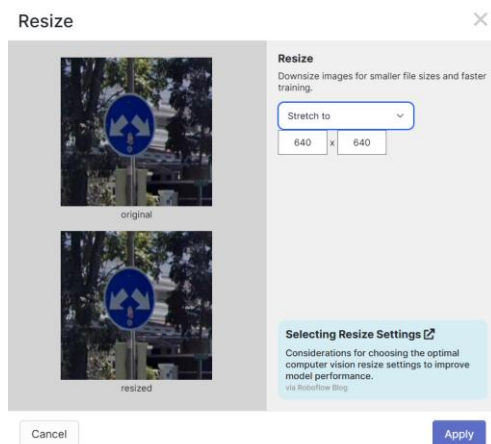 Resize
original
resized
Resize
Downsize images for smaller file sizes and faster
training.
Stretch to
640 x 640
Selecting Resize Settings
Considerations for choosing the optimal
computer vision resize settings to improve
model performance.
via Roboflow Blog
Cancel
Apply